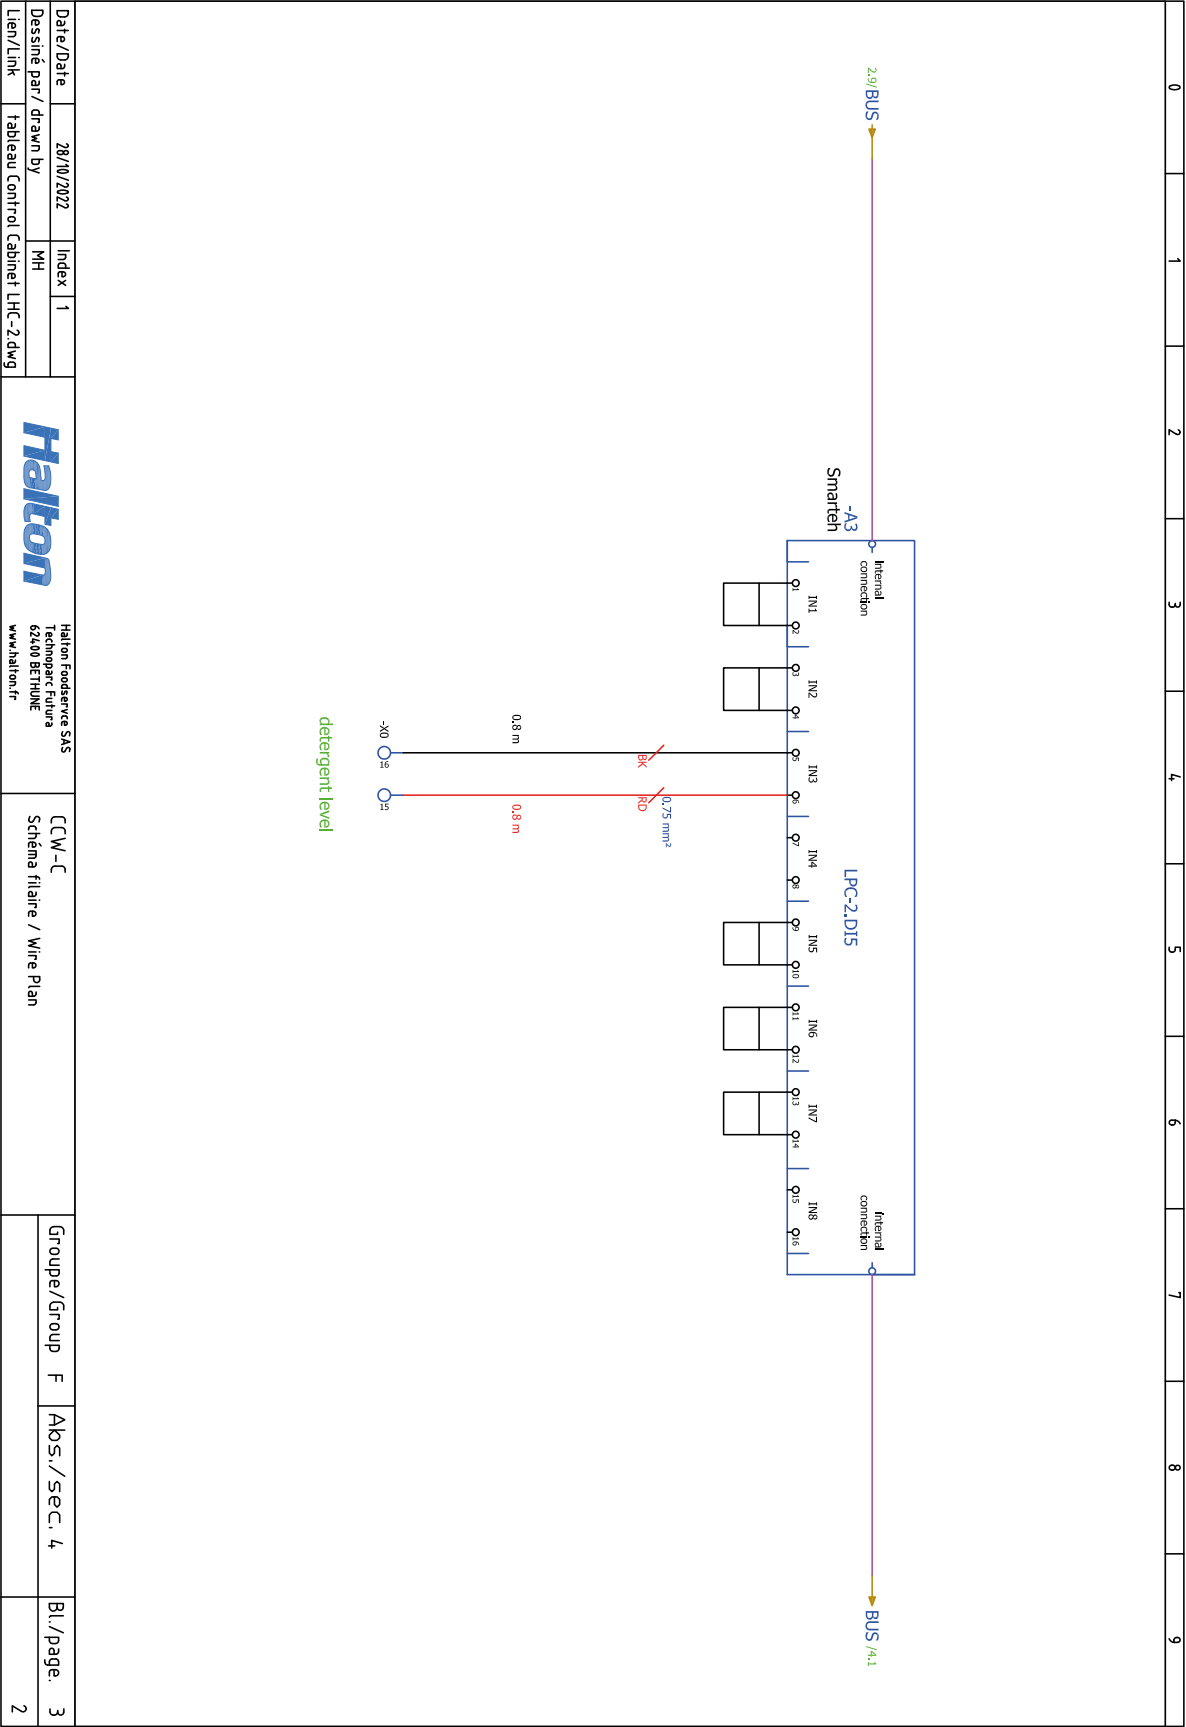 0
1
2
3
4
5
6
7
8
9
2.9/BUS
BUS /4.1
-A3
Smarteh
Internal
connection
Internal
connection
LPC-2.DI5
IN1
IN2
IN3
IN4
IN5
IN6
IN7
IN8
1
2
3
4
5
6
7
8
9
10
11
12
13
14
15
16
BK
RD
0.75 mm²
0.8 m
0.8 m
-X0
16
15
detergent level
Date/Date
28/10/2022
Index
1
Dessiné par/ drawn by
MH
Lien/Link
tableau Control Cabinet LHC-2.dwg
Halton
Halton Foodservce SAS
Technoparc Futura
62400 BETHUNE
www.halton.fr
CCW-C
Schéma filaire / Wire Plan
Groupe/Group F
Abs./sec. 4
Bl./page. 3
2